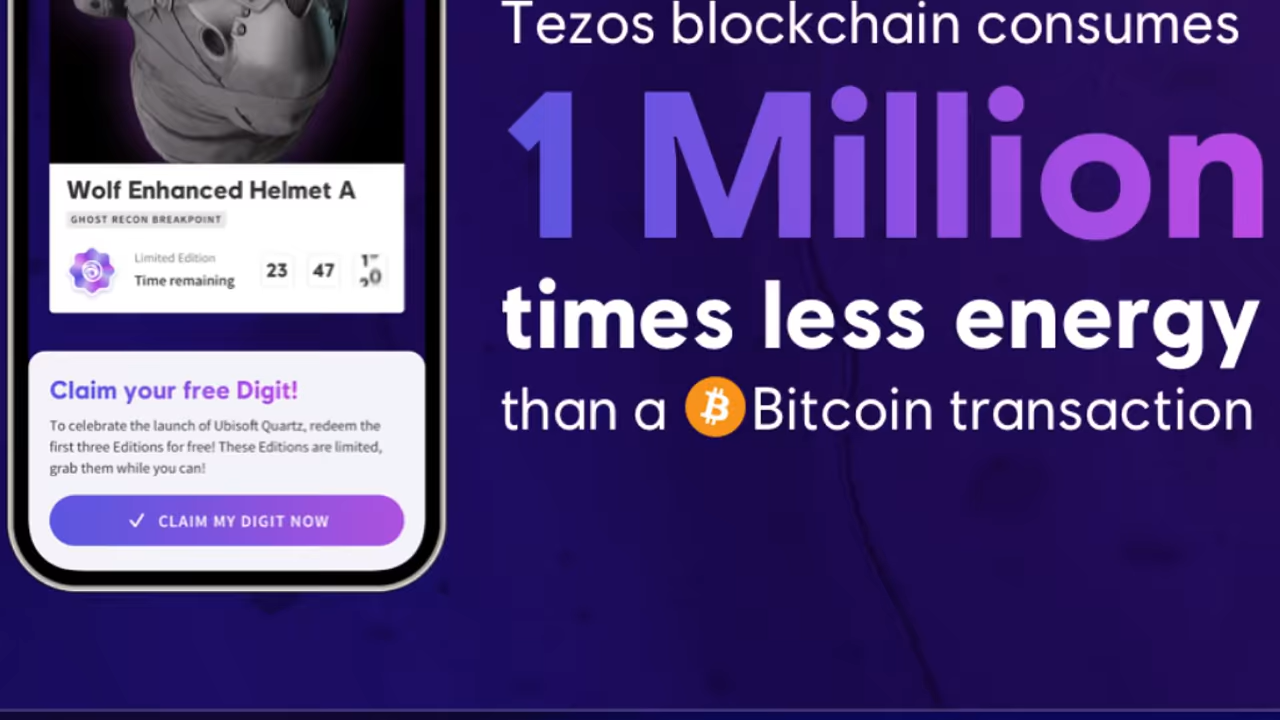 Wolf Enhanced Helmet A
GHOST RECON BREAKPOINT
Limited Edition
Time remaining
23 47
Claim your free Digit!
To celebrate the launch of Ubisoft Quartz, redeem the
first three Editions for free! These Editions are limited,
grab them while you can!
CLAIM MY DIGIT NOW
Tezos blockchain consumes
1 Million
times less energy
than a Bitcoin transaction